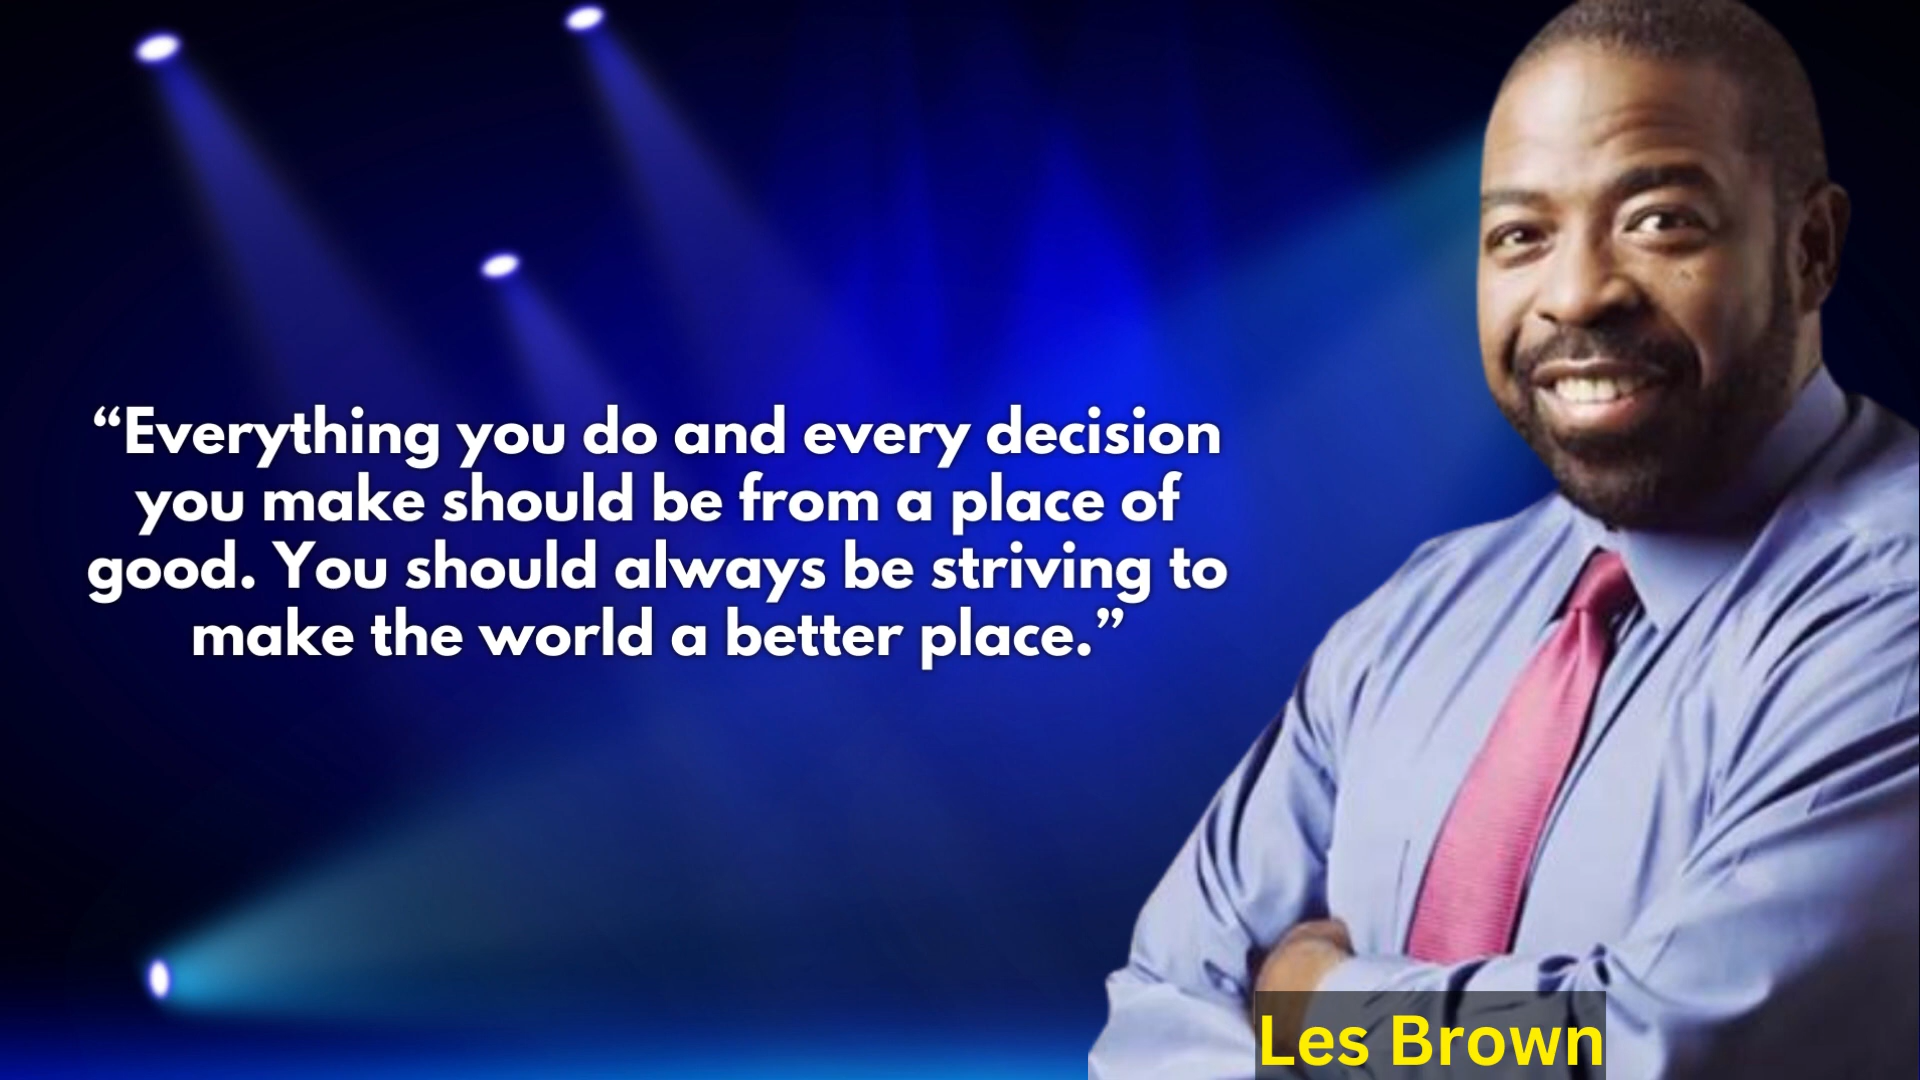 “Everything you do and every decision
you make should be from a place of
good. You should always be striving to
make the world a better place.”
Les Brown